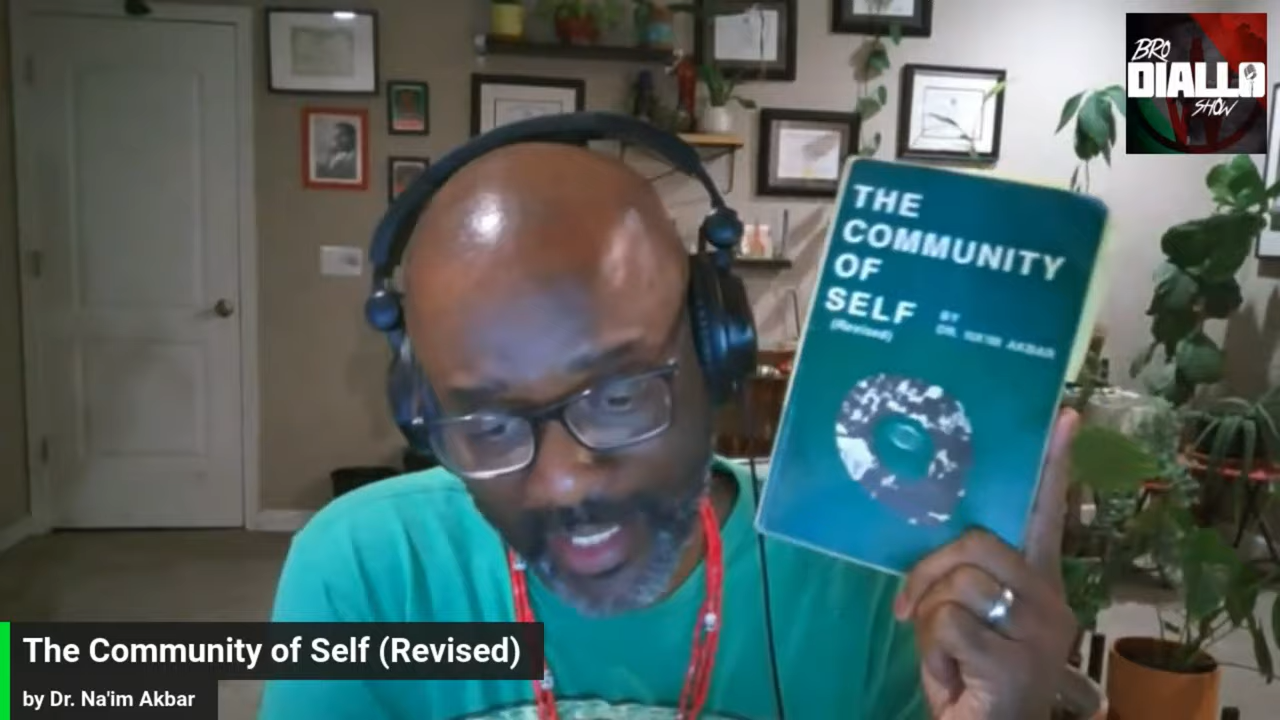 BRO
DIALLO
SHOW
THE
COMMUNITY
OF
SELF
(Revised)
BY
DR. NA'IM AKBAR
The Community of Self (Revised)
by Dr. Na'im Akbar